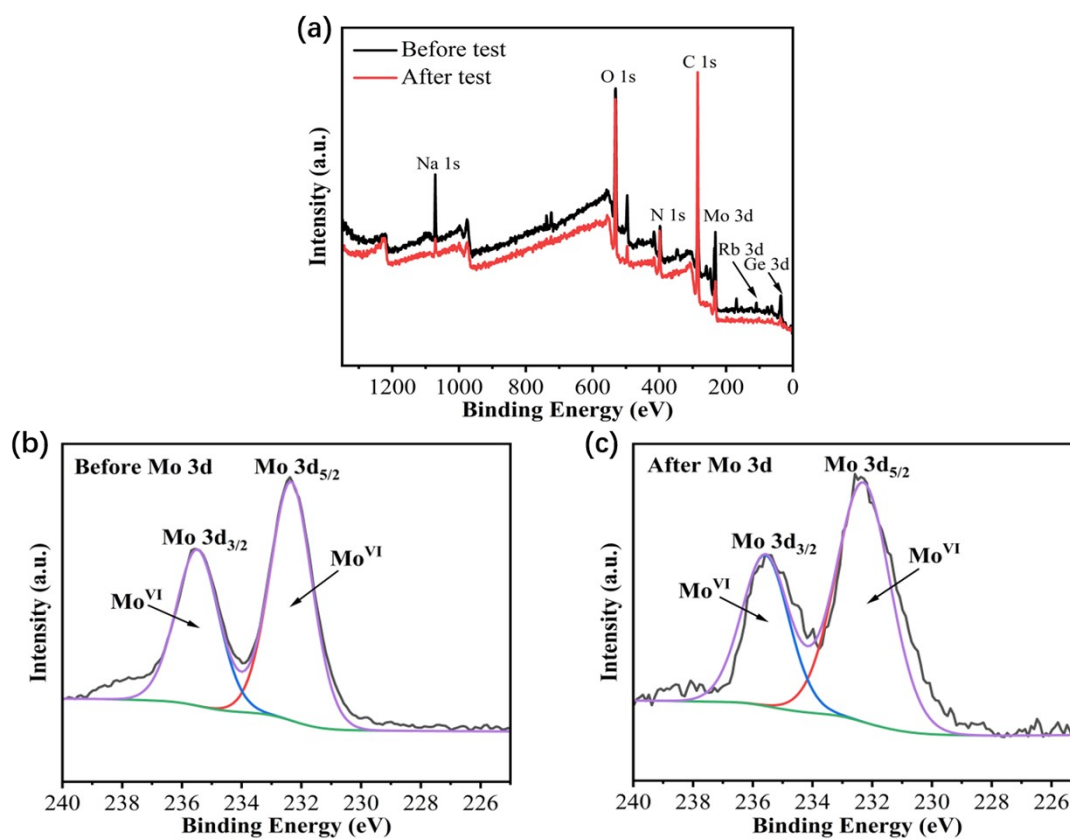 (a)
Before test
After test
C 1s
O 1s
Na 1s
N 1s
Mo 3d
Rb 3d
Ge 3d
Intensity (a.u.)
1200 1000 800 600 400 200 0
Binding Energy (eV)
(b)
Before Mo 3d
Mo 3d5/2
Mo 3d3/2
MoVI
MoVI
Intensity (a.u.)
240 238 236 234 232 230 228 226
Binding Energy (eV)
(c)
After Mo 3d
Mo 3d5/2
Mo 3d3/2
MoVI
MoVI
Intensity (a.u.)
240 238 236 234 232 230 228 226
Binding Energy (eV)